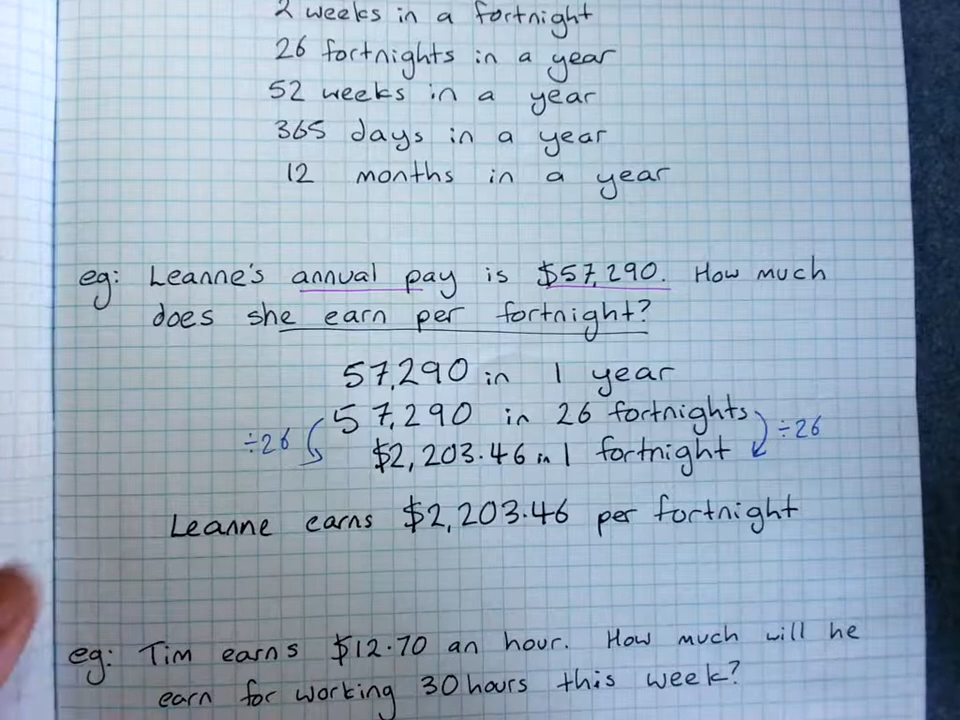 2 weeks in a fortnight
26 fortnights in a year
52 weeks in a year
365 days in a year
12 months in a year
eg: Leanne's annual pay is $57,290. How much
does she earn per fortnight?
57,290 in 1 year
57,290 in 26 fortnights
÷26 ÷26
$2,203.46 in 1 fortnight
Leanne earns $2,203.46 per fortnight
eg: Tim earns $12.70 an hour. How much will he
earn for working 30 hours this week?